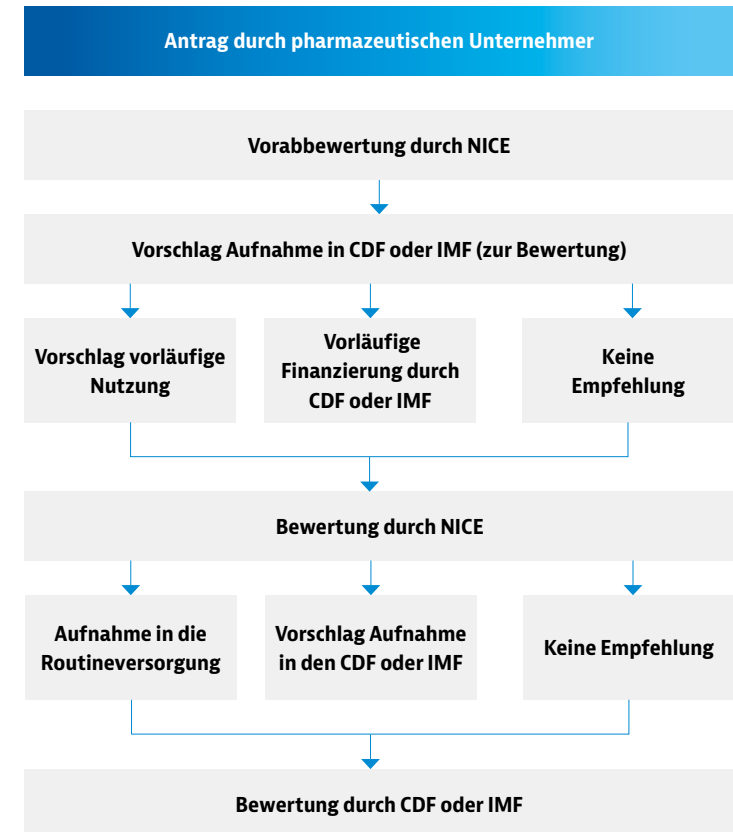 Antrag durch pharmazeutischen Unternehmer
Vorabbewertung durch NICE
Vorschlag Aufnahme in CDF oder IMF (zur Bewertung)
Vorschlag vorläufige
Nutzung
Vorläufige
Finanzierung durch
CDF oder IMF
Keine
Empfehlung
Bewertung durch NICE
Aufnahme in die
Routineversorgung
Vorschlag Aufnahme
in den CDF oder IMF
Keine Empfehlung
Bewertung durch CDF oder IMF